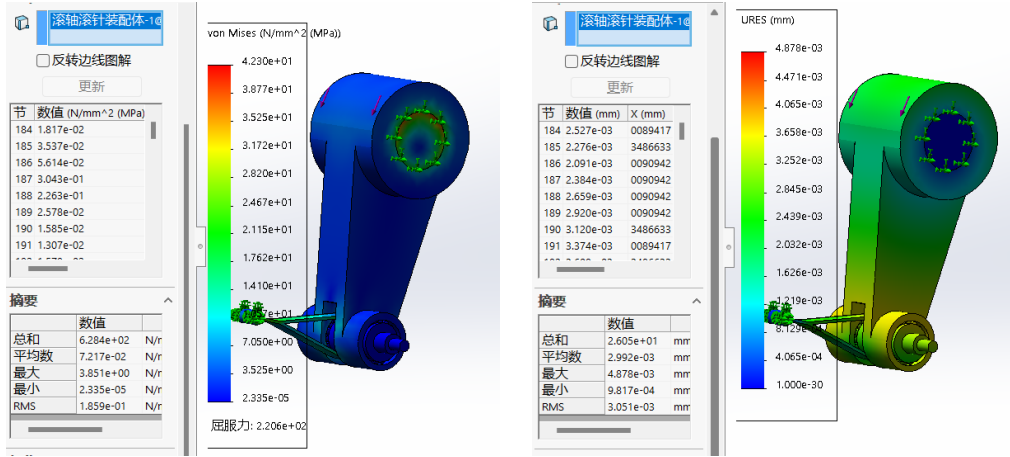 滚轴滚针装配体-1@
反转边线图解
更新
节 数值 (N/mm^2 (MPa)
184 1.817e-02
185 3.537e-02
186 5.614e-02
187 3.043e-01
188 2.263e-01
189 2.578e-02
190 1.585e-02
191 1.307e-02
摘要
数值
总和 6.284e+02 N/r
平均数 7.217e-02 N/r
最大 3.851e+00 N/r
最小 2.335e-05 N/r
RMS 1.859e-01 N/r
von Mises (N/mm^2 (MPa))
4.230e+01
3.877e+01
3.525e+01
3.172e+01
2.820e+01
2.467e+01
2.115e+01
1.762e+01
1.410e+01
7.050e+00
3.525e+00
2.335e-05
屈服力: 2.206e+02
滚轴滚针装配体-1@
反转边线图解
更新
节 数值 (mm) X (mm)
184 2.527e-03 0089417
185 2.276e-03 3486633
186 2.091e-03 0090942
187 2.384e-03 0090942
188 2.659e-03 0090942
189 2.920e-03 0090942
190 3.120e-03 3486633
191 3.374e-03 0089417
摘要
数值
总和 2.605e+01 mm
平均数 2.992e-03 mm
最大 4.878e-03 mm
最小 9.817e-04 mm
RMS 3.051e-03 mm
URES (mm)
4.878e-03
4.471e-03
4.065e-03
3.658e-03
3.252e-03
2.845e-03
2.439e-03
2.032e-03
1.626e-03
1.219e-03
4.065e-04
1.000e-30